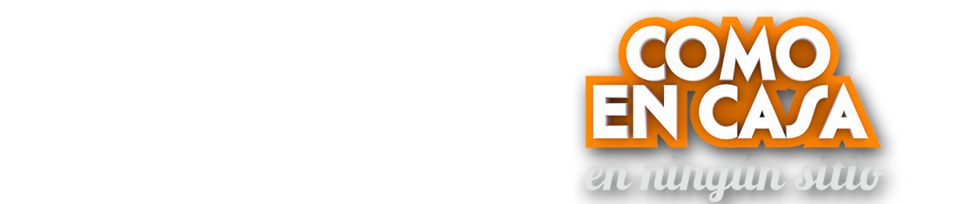 COMO
EN CASA
en ningún sitio